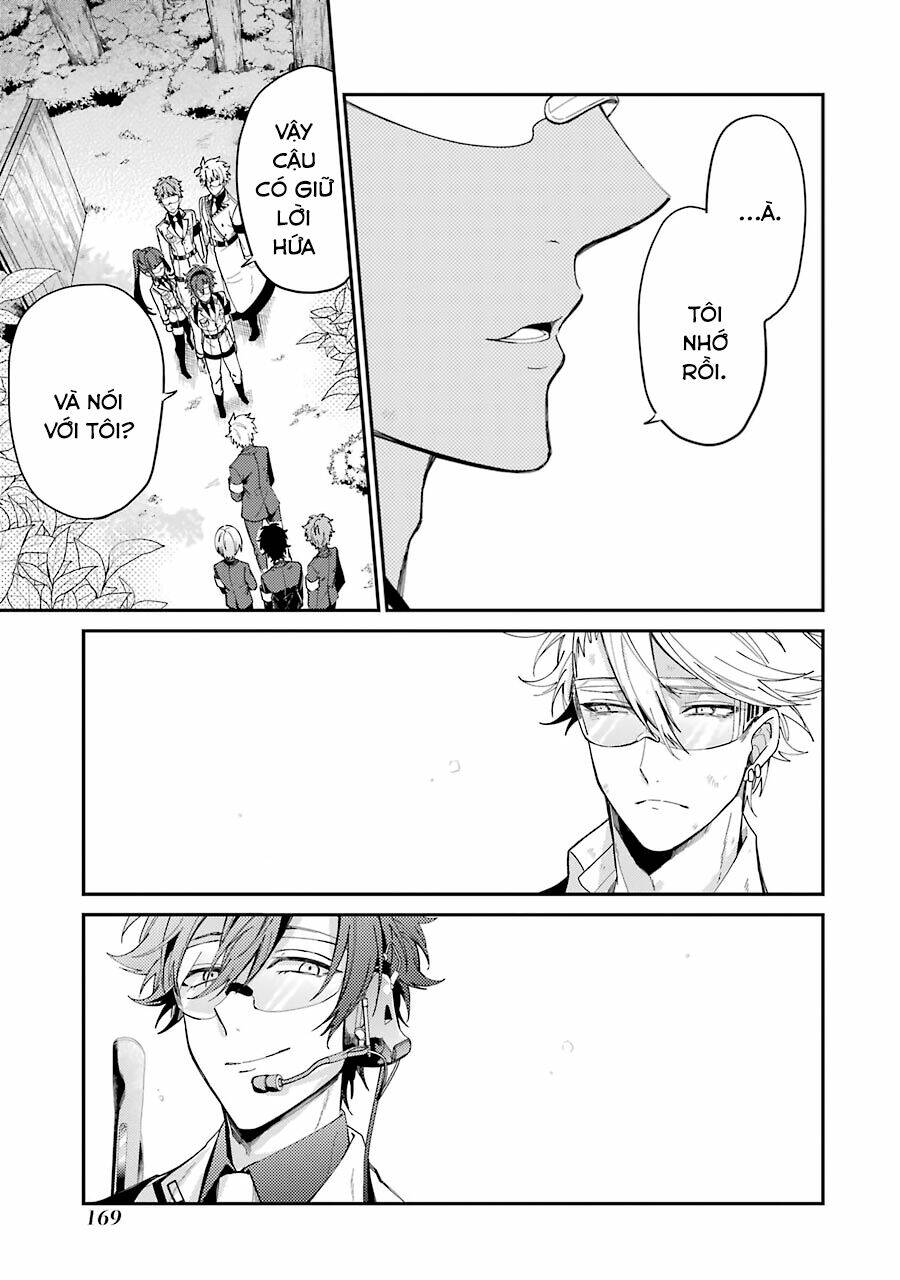 ...À.
TÔI
NHỚ
RỒI.
VẬY
CẬU
CÓ GIỮ
LỜI
HỨA
VÀ NÓI
VỚI TÔI?
169